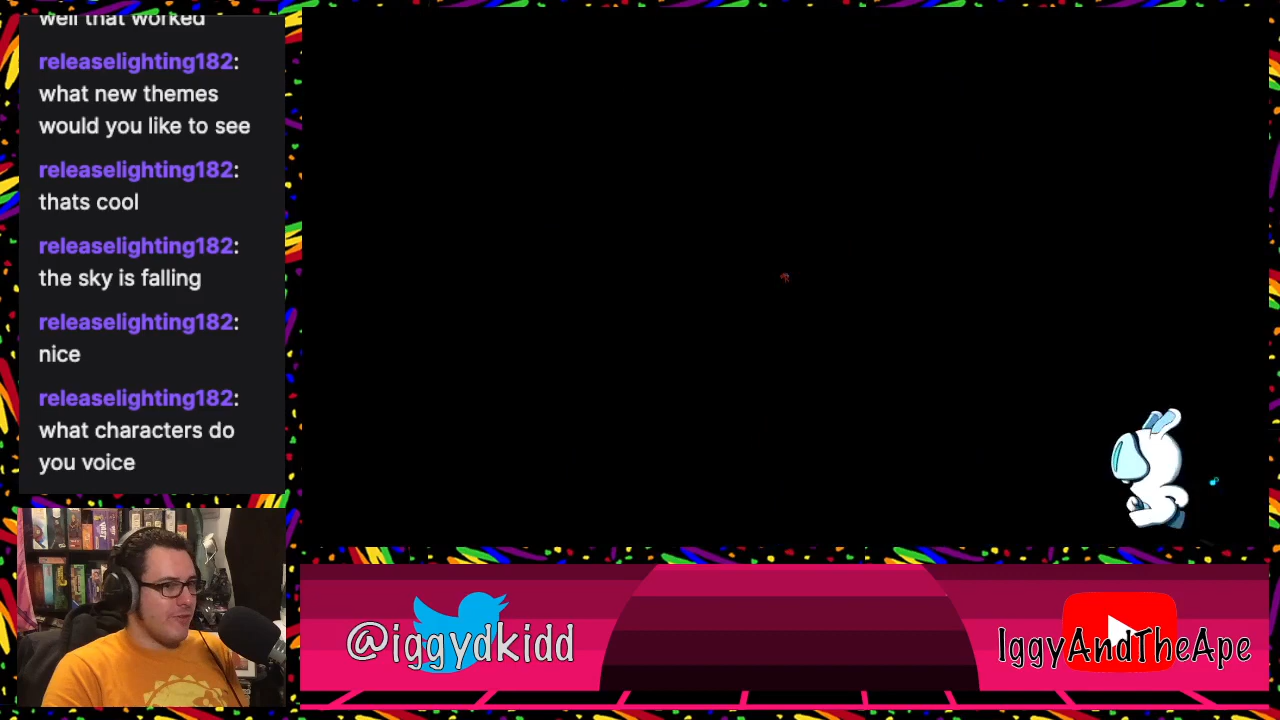 well that worked
releaselighting182:
what new themes
would you like to see
releaselighting182:
thats cool
releaselighting182:
the sky is falling
releaselighting182:
nice
releaselighting182:
what characters do
you voice
@iggydkidd
IggyAndTheApe